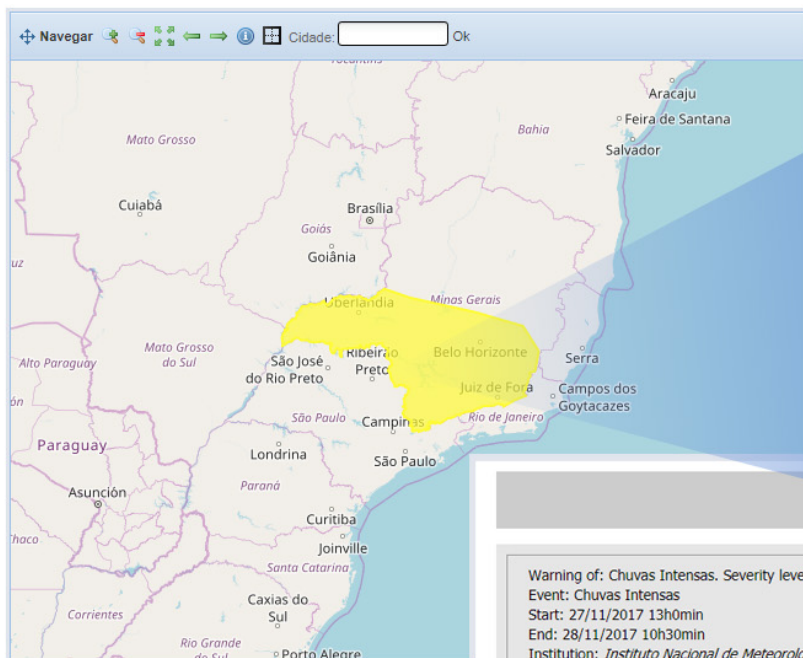 Navegar Cidade: Ok
Tocantins
Aracaju
Feira de Santana
Bahia
Mato Grosso
Salvador
Cuiabá
Brasília
Goiás
Goiânia
Uberlândia
Minas Gerais
Mato Grosso
do Sul
Alto Paraguay
São José
do Rio Preto
Ribeirão
Preto
Belo Horizonte
Serra
Juiz de Fora
Campos dos
Goytacazes
São Paulo
Campinas
Rio de Janeiro
Paraguay
Londrina
São Paulo
Asunción
Paraná
Curitiba
Joinville
Santa Catarina
Corrientes
Caxias do
Sul
Rio Grande
do Sul
Porto Alegre
Warning of: Chuvas Intensas. Severity leve
Event: Chuvas Intensas
Start: 27/11/2017 13h0min
End: 28/11/2017 10h30min
Institution: Instituto Nacional de Meteorolo